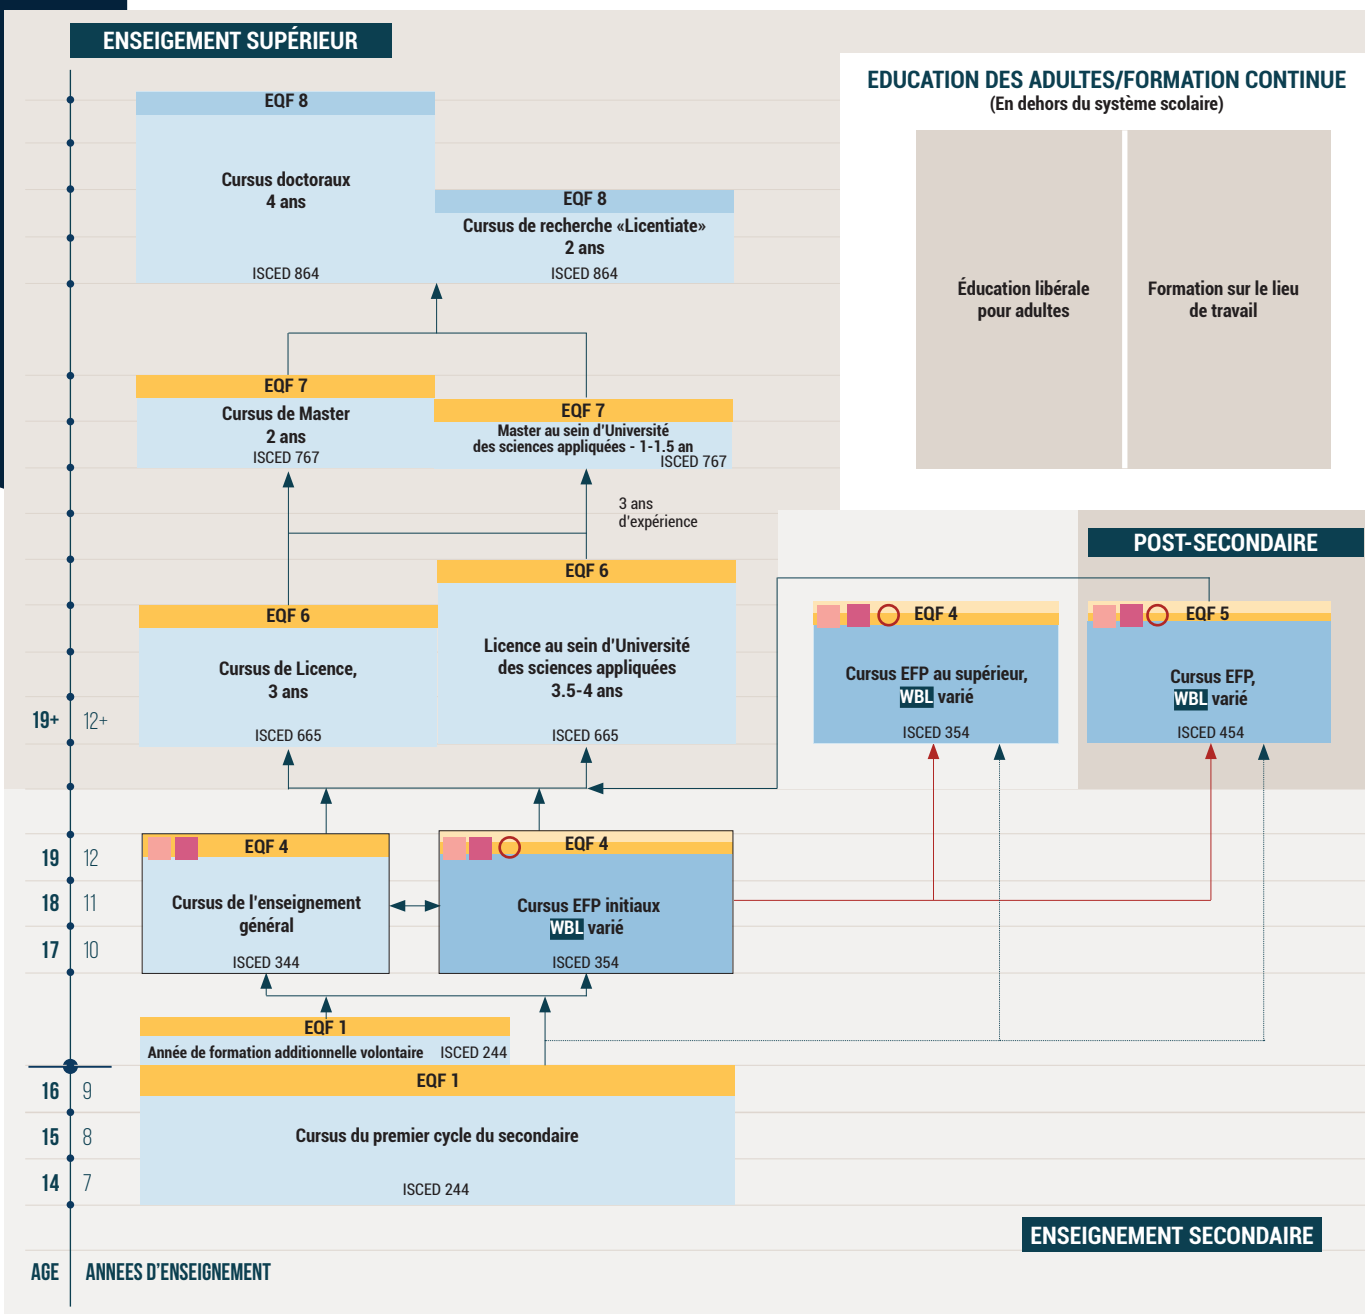 ENSEIGEMENT SUPÉRIEUR
EDUCATION DES ADULTES/FORMATION CONTINUE
(En dehors du système scolaire)
Éducation libérale
pour adultes
Formation sur le lieu
de travail
EQF 8
Cursus doctoraux
4 ans
ISCED 864
EQF 8
Cursus de recherche «Licentiate»
2 ans
ISCED 864
EQF 7
Cursus de Master
2 ans
ISCED 767
EQF 7
Master au sein d'Université
des sciences appliquées - 1-1.5 an
ISCED 767
3 ans
d'expérience
EQF 6
Cursus de Licence,
3 ans
ISCED 665
EQF 6
Licence au sein d'Université
des sciences appliquées
3.5-4 ans
ISCED 665
POST-SECONDAIRE
EQF 4
Cursus EFP au supérieur,
WBL varié
ISCED 354
EQF 5
Cursus EFP,
WBL varié
ISCED 454
19+ 12+
EQF 4
Cursus de l'enseignement
général
ISCED 344
EQF 4
Cursus EFP initiaux
WBL varié
ISCED 354
19 12
18 11
17 10
EQF 1
Année de formation additionnelle volontaire ISCED 244
EQF 1
Cursus du premier cycle du secondaire
ISCED 244
16 9
15 8
14 7
ENSEIGNEMENT SECONDAIRE
AGE ANNEES D'ENSEIGNEMENT